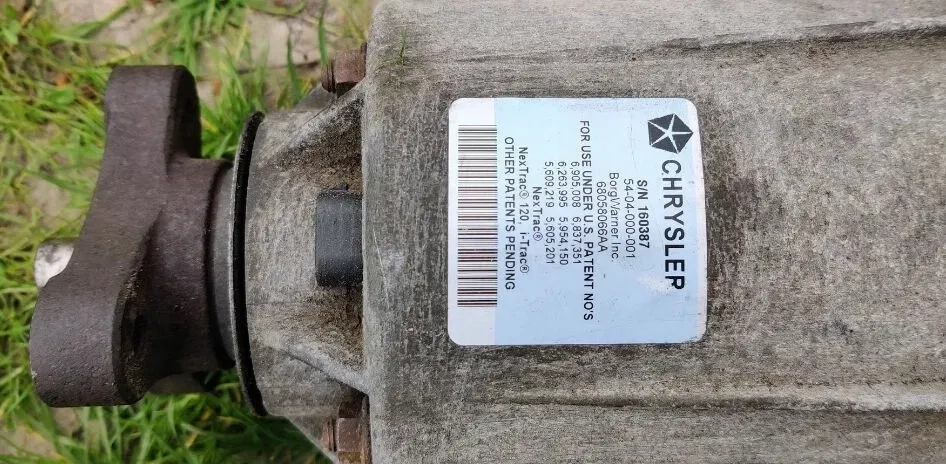 CHRYSLER
S/N 160387
54-04-000-001
BorgWarner Inc.
68058066AA
FOR USE UNDER U.S. PATENT NO'S
6,905,008 6,837,351
6,263,995 5,954,150
5,609,219 5,605,201
NexTrac®
NexTrac® 120, i-Trac®
OTHER PATENTS PENDING